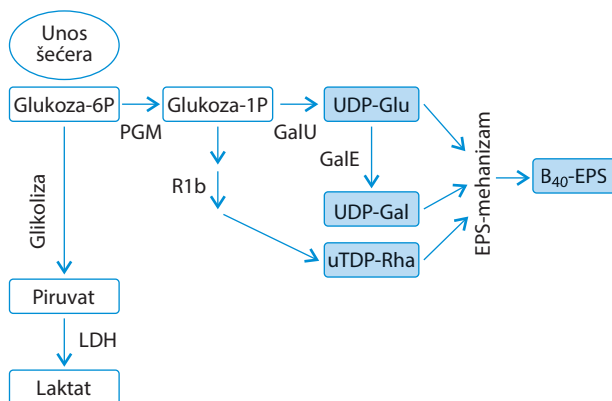 Unos
šećera
Glukoza-6P
PGM
Glukoza-1P
GalU
UDP-Glu
GalE
R1b
UDP-Gal
uTDP-Rha
EPS-mehanizam
B40-EPS
Glikoliza
Piruvat
LDH
Laktat